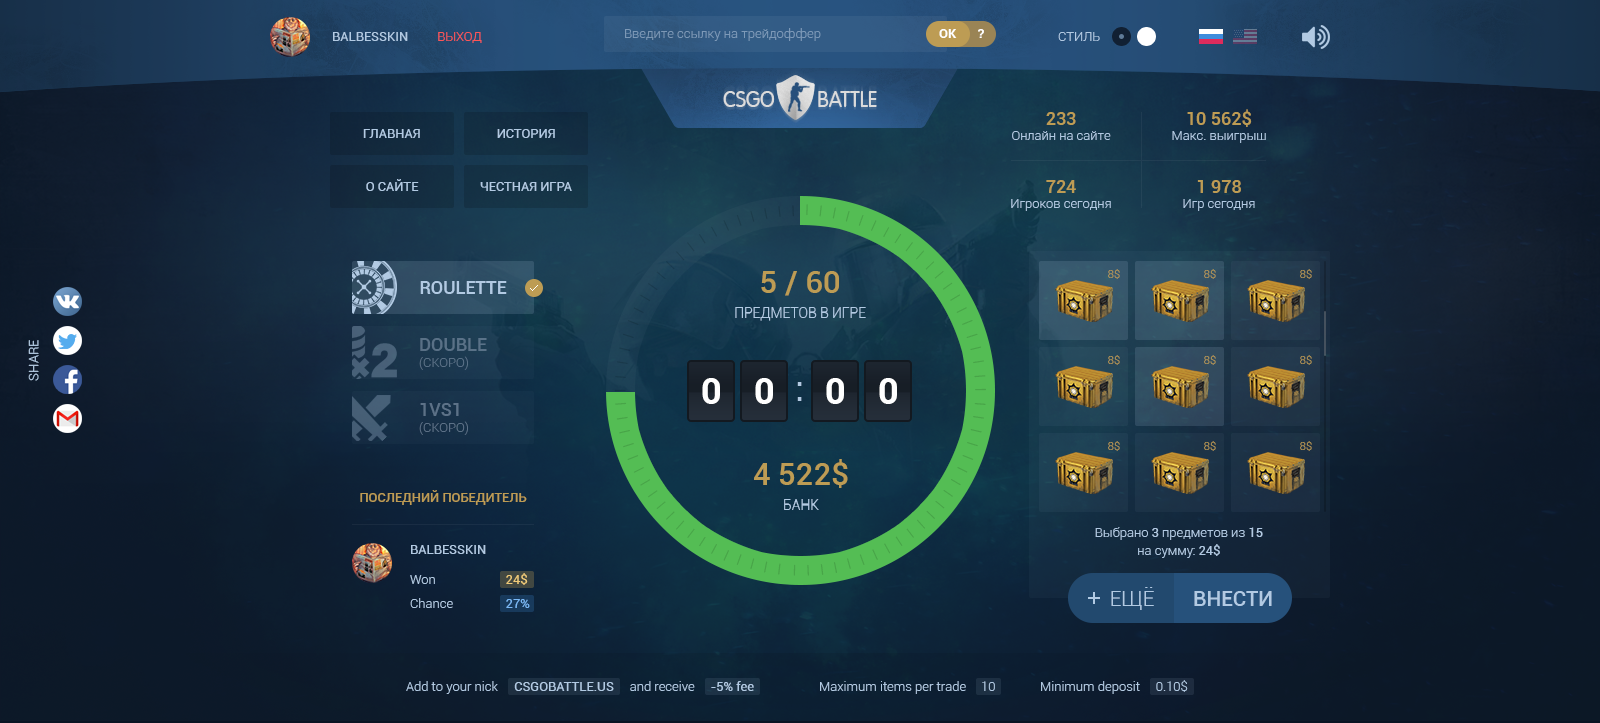 BALBESSKIN
ВЫХОД
Введите ссылку на трейдоффер
OK
?
СТИЛЬ
CSGO BATTLE
ГЛАВНАЯ
ИСТОРИЯ
О САЙТЕ
ЧЕСТНАЯ ИГРА
233
Онлайн на сайте
10 562$
Макс. выигрыш
724
Игроков сегодня
1 978
Игр сегодня
SHARE
ROULETTE
x2
DOUBLE
(СКОРО)
1VS1
(СКОРО)
ПОСЛЕДНИЙ ПОБЕДИТЕЛЬ
BALBESSKIN
Won 24$
Chance 27%
5 / 60
ПРЕДМЕТОВ В ИГРЕ
00:00
4 522$
БАНК
8$ 8$ 8$
8$ 8$ 8$
8$ 8$ 8$
Выбрано 3 предметов из 15
на сумму: 24$
+ ЕЩЁ
ВНЕСТИ
Add to your nick CSGOBATTLE.US and receive -5% fee
Maximum items per trade 10
Minimum deposit 0.10$